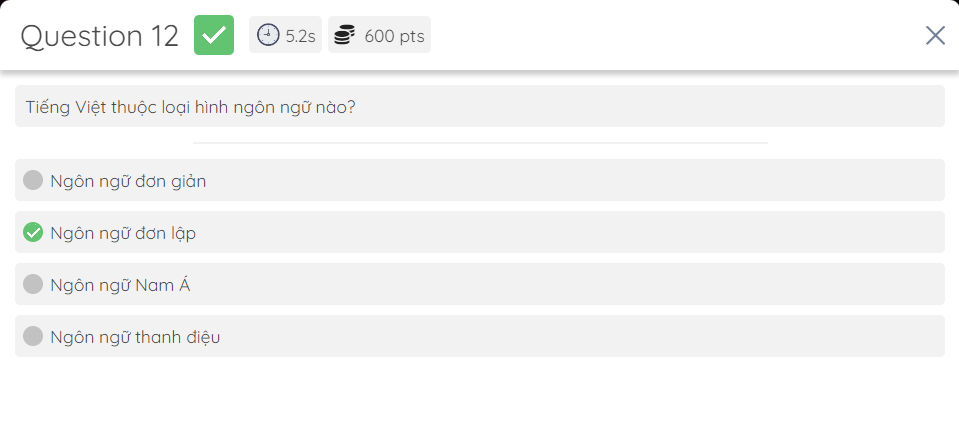 Question 12
5.2s
600 pts
Tiếng Việt thuộc loại hình ngôn ngữ nào?
Ngôn ngữ đơn giản
Ngôn ngữ đơn lập
Ngôn ngữ Nam Á
Ngôn ngữ thanh điệu